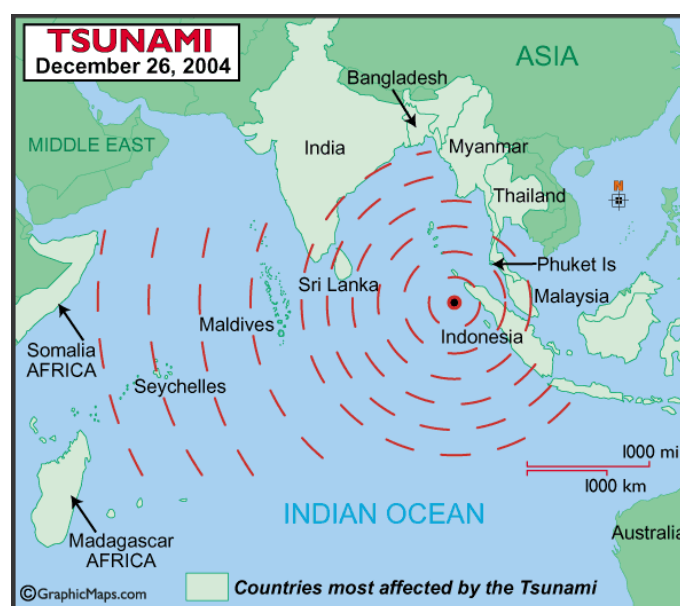 TSUNAMI
December 26, 2004
ASIA
Bangladesh
MIDDLE EAST
India
Myanmar
Thailand
N
Phuket Is
Sri Lanka
Malaysia
Maldives
Indonesia
Somalia
AFRICA
Seychelles
1000 mi
1000 km
INDIAN OCEAN
Madagascar
AFRICA
Australia
©GraphicMaps.com
Countries most affected by the Tsunami